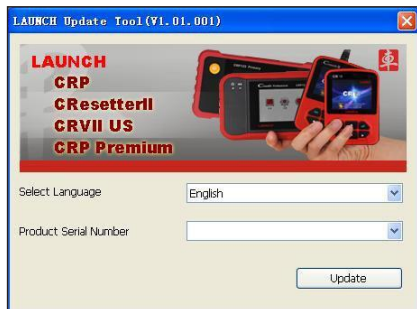 LAUNCH Update Tool(V1.01.001)
LAUNCH
CRP
CResetterII
CRVII US
CRP Premium
Select Language
English
Product Serial Number
Update